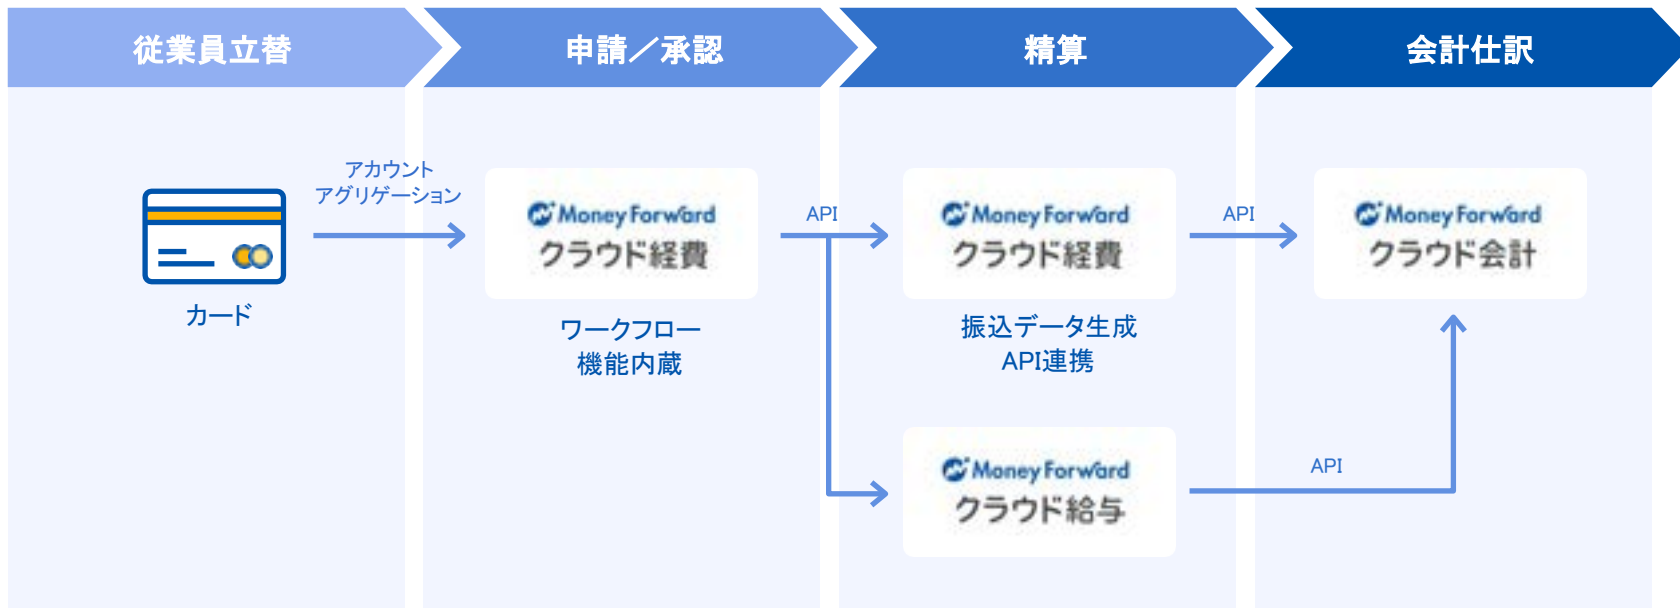 従業員立替
申請／承認
精算
会計仕訳
アカウント
アグリゲーション
カード
Money Forward
クラウド経費
ワークフロー
機能内蔵
API
Money Forward
クラウド経費
振込データ生成
API連携
Money Forward
クラウド給与
API
API
Money Forward
クラウド会計